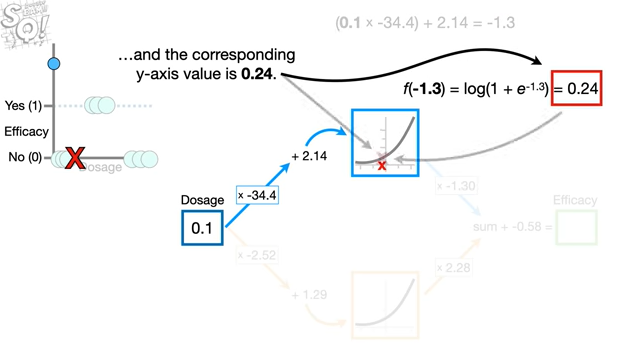 StatQuest!
(0.1 x -34.4) + 2.14 = -1.3
…and the corresponding
y-axis value is 0.24.
f(-1.3) = log(1 + e^-1.3) = 0.24
Yes (1)
Efficacy
No (0)
Dosage
+ 2.14
x -34.4
Dosage
0.1
x -1.30
Efficacy
sum + -0.58 =
x -2.52
x 2.28
+ 1.29